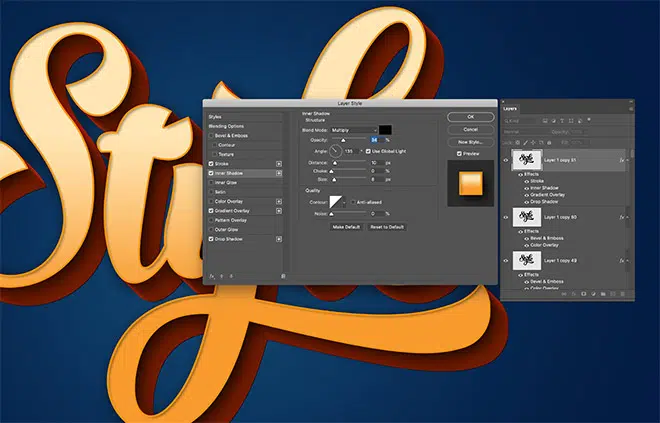 Style
Layer Style
Styles
Blending Options
Bevel & Emboss
Contour
Texture
Stroke
Inner Shadow
Inner Glow
Satin
Color Overlay
Gradient Overlay
Pattern Overlay
Outer Glow
Drop Shadow
fx
Inner Shadow
Structure
Blend Mode: Multiply
Opacity: 34 %
Angle: 135 ° Use Global Light
Distance: 10 px
Choke: 0 %
Size: 8 px
Quality
Contour: Anti-aliased
Noise: 0 %
Make Default Reset to Default
OK
Cancel
New Style...
Preview
Layers
Kind
Normal Opacity:
Layer 1 copy 51 fx
Effects
Stroke
Inner Shadow
Gradient Overlay
Drop Shadow
Layer 1 copy 50 fx
Effects
Bevel & Emboss
Color Overlay
Layer 1 copy 49 fx
Effects
Bevel & Emboss
Color Overlay